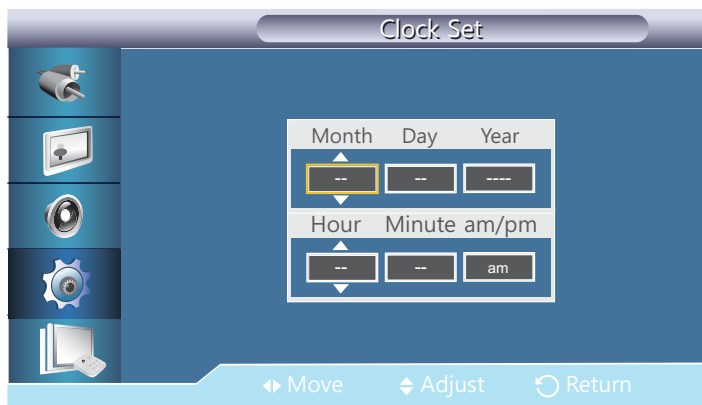 Clock Set
Month Day Year
-- -- ----
Hour Minute am/pm
-- -- am
Move Adjust Return